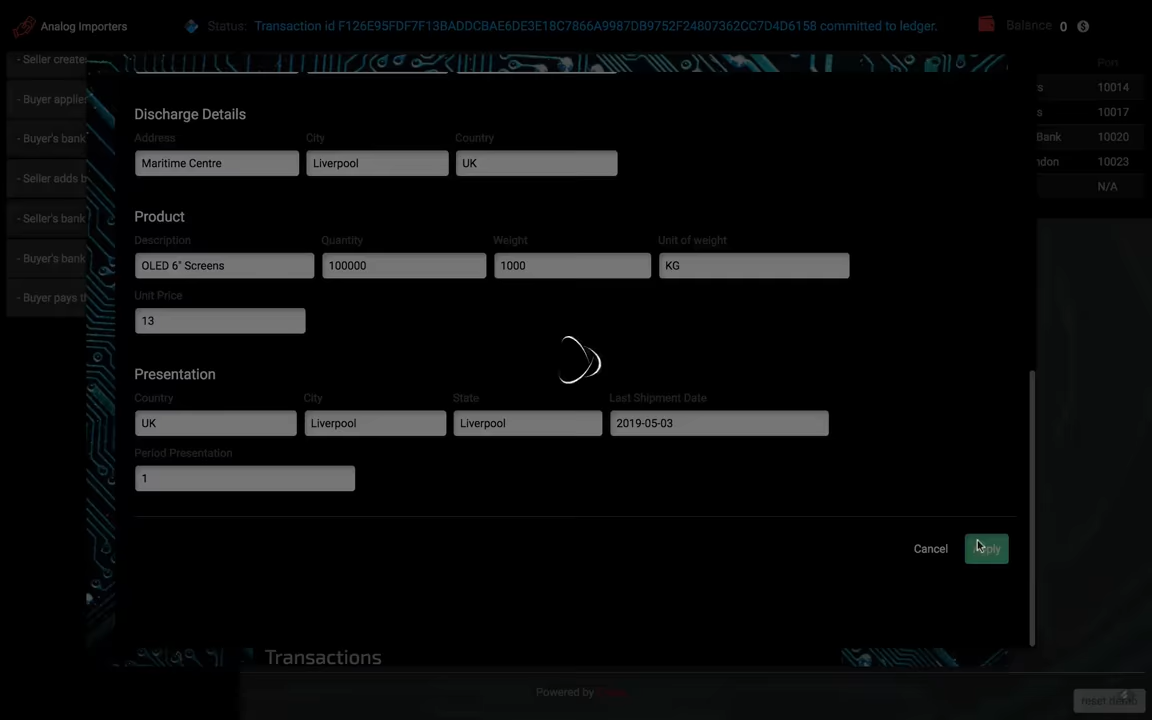 Analog Importers
Status: Transaction id F126E95FDF7F13BADDCBAE6DE3E18C7866A9987DB9752F24807362CC7D4D6158 committed to ledger.
Balance 0
- Seller create
- Buyer applie
- Buyer's bank
- Seller adds b
- Seller's bank
- Buyer's bank
- Buyer pays t
Port
s 10014
s 10017
Bank 10020
ndon 10023
N/A
Discharge Details
Address City Country
Maritime Centre Liverpool UK
Product
Description Quantity Weight Unit of weight
OLED 6" Screens 100000 1000 KG
Unit Price
13
Presentation
Country City State Last Shipment Date
UK Liverpool Liverpool 2019-05-03
Period Presentation
1
Cancel Apply
Transactions
Powered by
reset demo